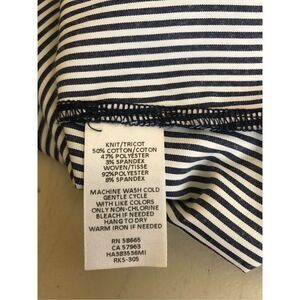 KNIT/TRICOT
50% COTTON/COTON
47% POLYESTER
3% SPANDEX
WOVEN/TISSE
92%POLYESTER
8% SPANDEX
MACHINE WASH COLD
GENTLE CYCLE
WITH LIKE COLORS
ONLY NON-CHLORINE
BLEACH IF NEEDED
HANG TO DRY
WARM IRON IF NEEDED
RN 58665
CA 57963
HA383536MI
RKS-305